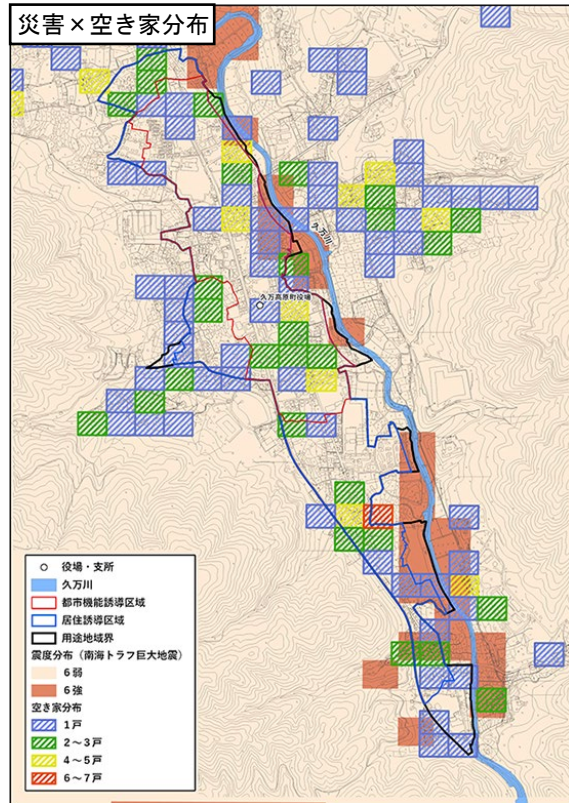 災害×空き家分布
久万川
久万高原町役場
役場・支所
久万川
都市機能誘導区域
居住誘導区域
用途地域界
震度分布（南海トラフ巨大地震）
6弱
6強
空き家分布
1戸
2～3戸
4～5戸
6～7戸